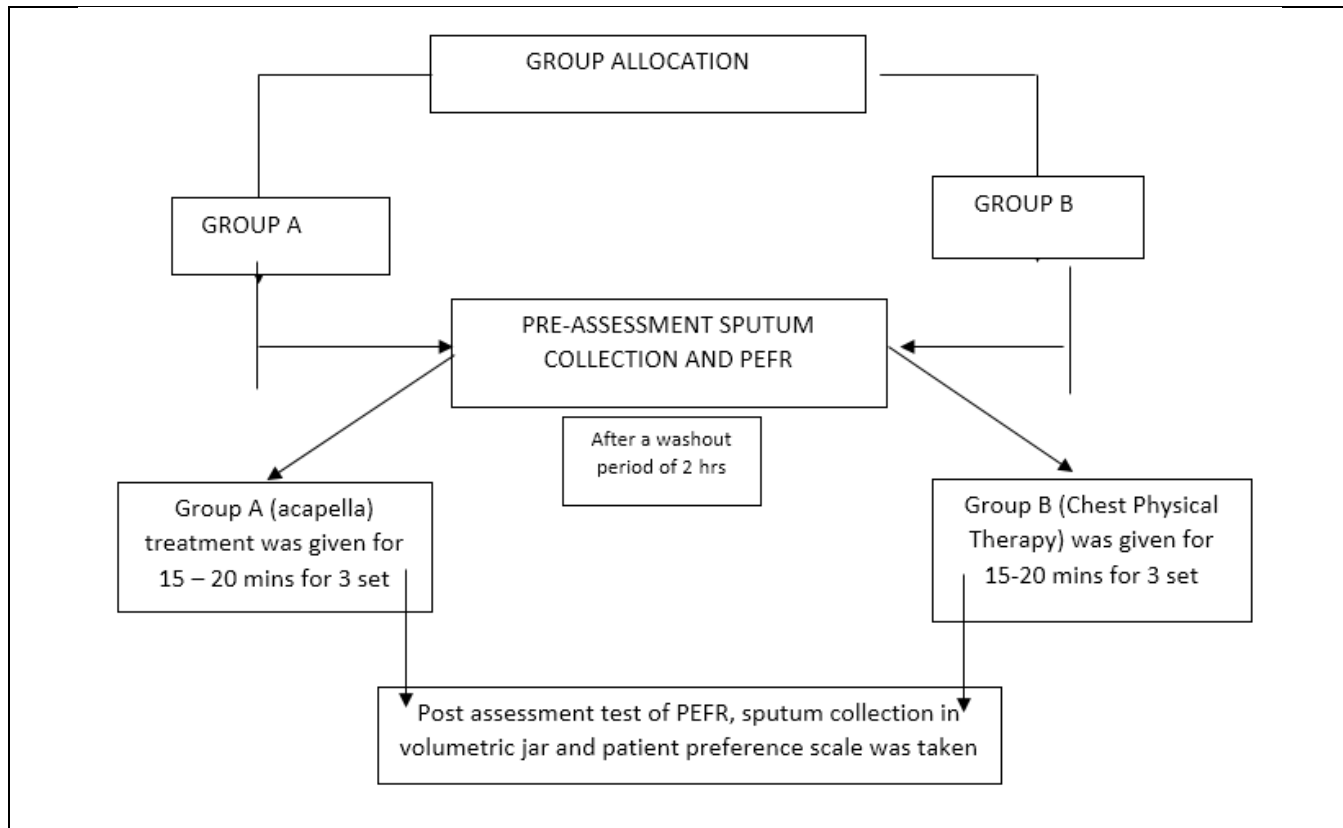 GROUP ALLOCATION
GROUP A
GROUP B
PRE-ASSESSMENT SPUTUM
COLLECTION AND PEFR
After a washout
period of 2 hrs
Group A (acapella)
treatment was given for
15 – 20 mins for 3 set
Group B (Chest Physical
Therapy) was given for
15-20 mins for 3 set
Post assessment test of PEFR, sputum collection in
volumetric jar and patient preference scale was taken